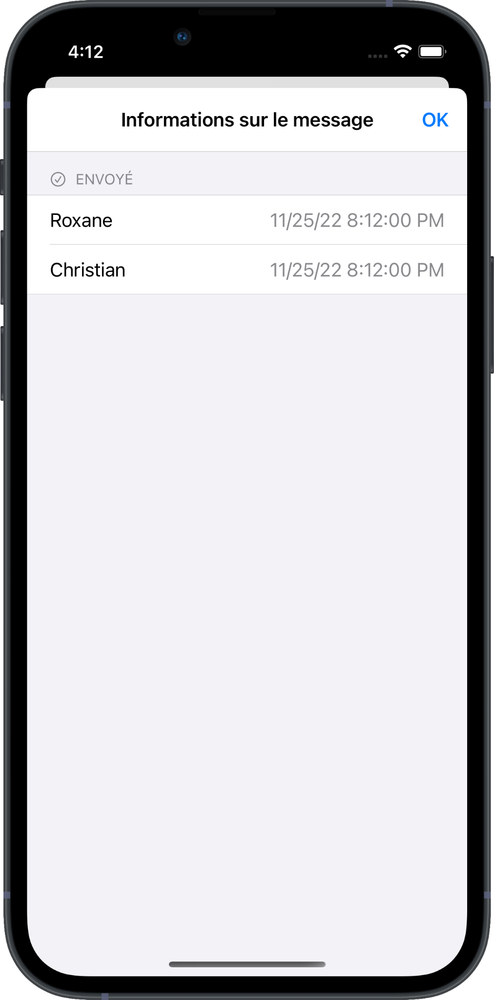 4:12
Informations sur le message OK
ENVOYÉ
Roxane 11/25/22 8:12:00 PM
Christian 11/25/22 8:12:00 PM